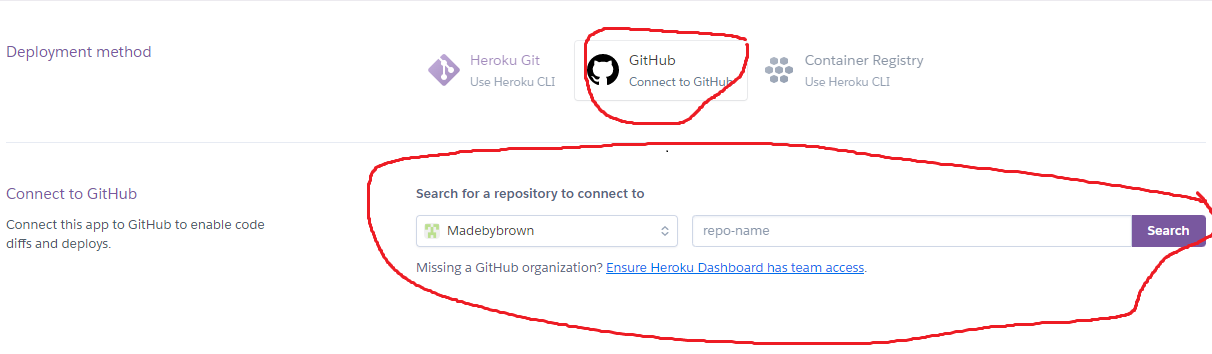 Deployment method
Heroku Git
Use Heroku CLI
GitHub
Connect to GitHub
Container Registry
Use Heroku CLI
Connect to GitHub
Connect this app to GitHub to enable code
diffs and deploys.
Search for a repository to connect to
Madebybrown
repo-name
Search
Missing a GitHub organization? Ensure Heroku Dashboard has team access.